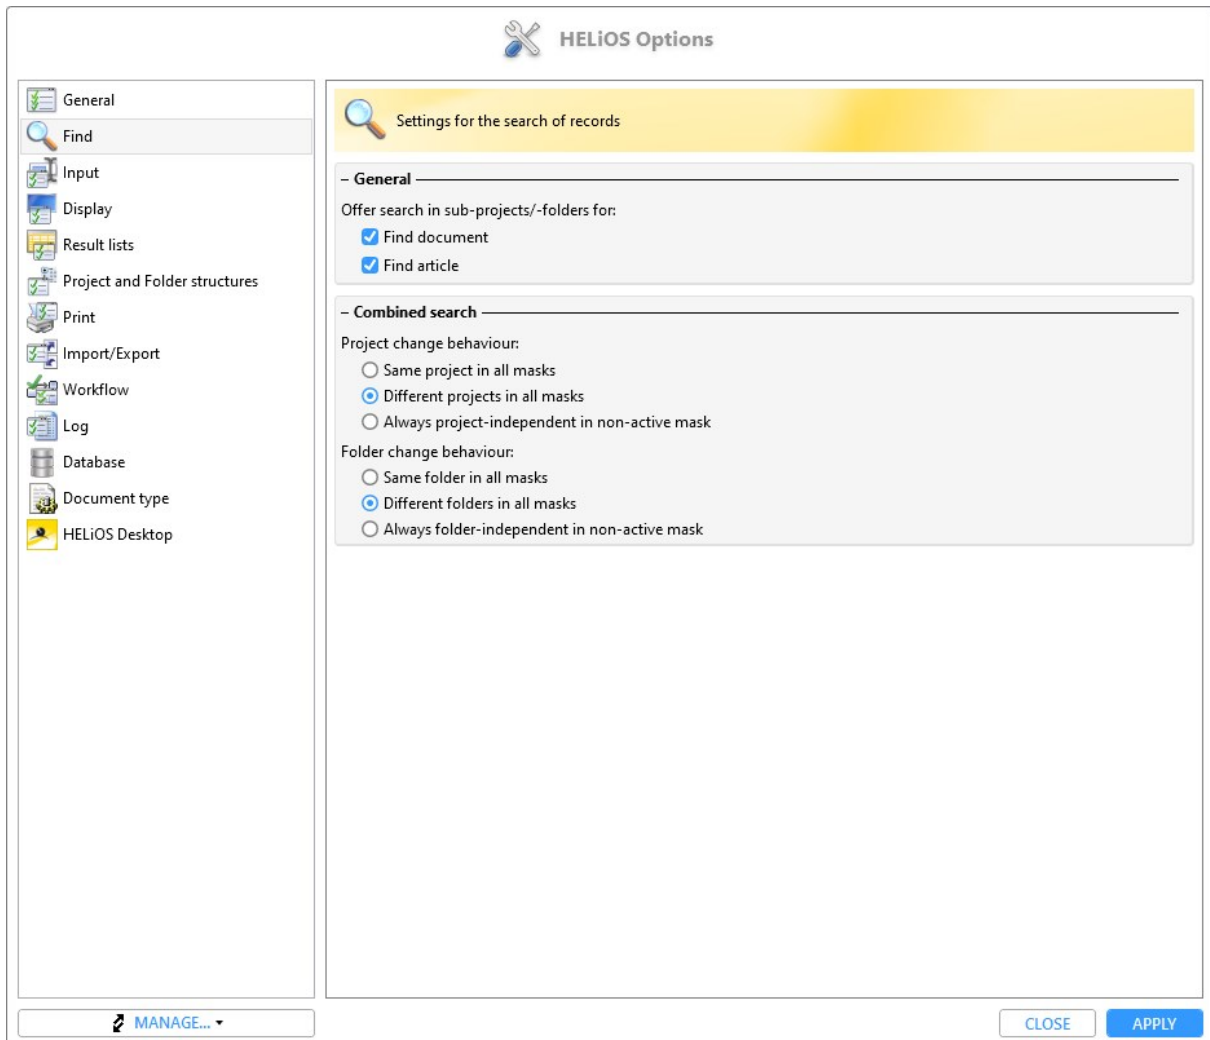 HELiOS Options
General
Find
Input
Display
Result lists
Project and Folder structures
Print
Import/Export
Workflow
Log
Database
Document type
HELiOS Desktop
MANAGE...
Settings for the search of records
– General
Offer search in sub-projects/-folders for:
Find document
Find article
– Combined search
Project change behaviour:
Same project in all masks
Different projects in all masks
Always project-independent in non-active mask
Folder change behaviour:
Same folder in all masks
Different folders in all masks
Always folder-independent in non-active mask
CLOSE
APPLY